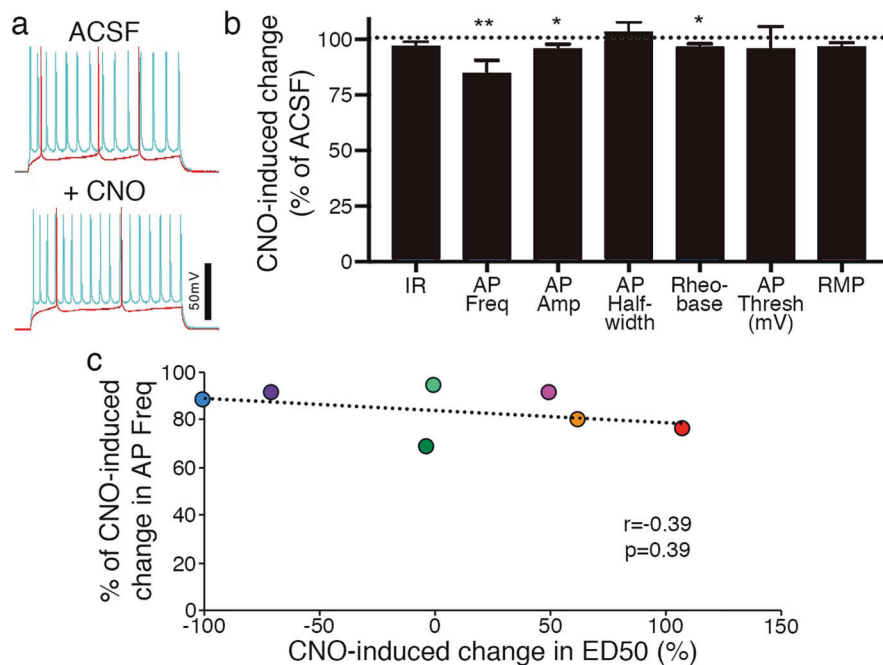 a
ACSF
+ CNO
50mV
b
CNO-induced change
(% of ACSF)
100
75
50
25
0
**
*
*
IR
AP
Freq
AP
Amp
AP
Half-
width
Rheo-
base
AP
Thresh
(mV)
RMP
c
% of CNO-induced
change in AP Freq
100
80
60
40
20
0
r=-0.39
p=0.39
-100
-50
0
50
100
150
CNO-induced change in ED50 (%)